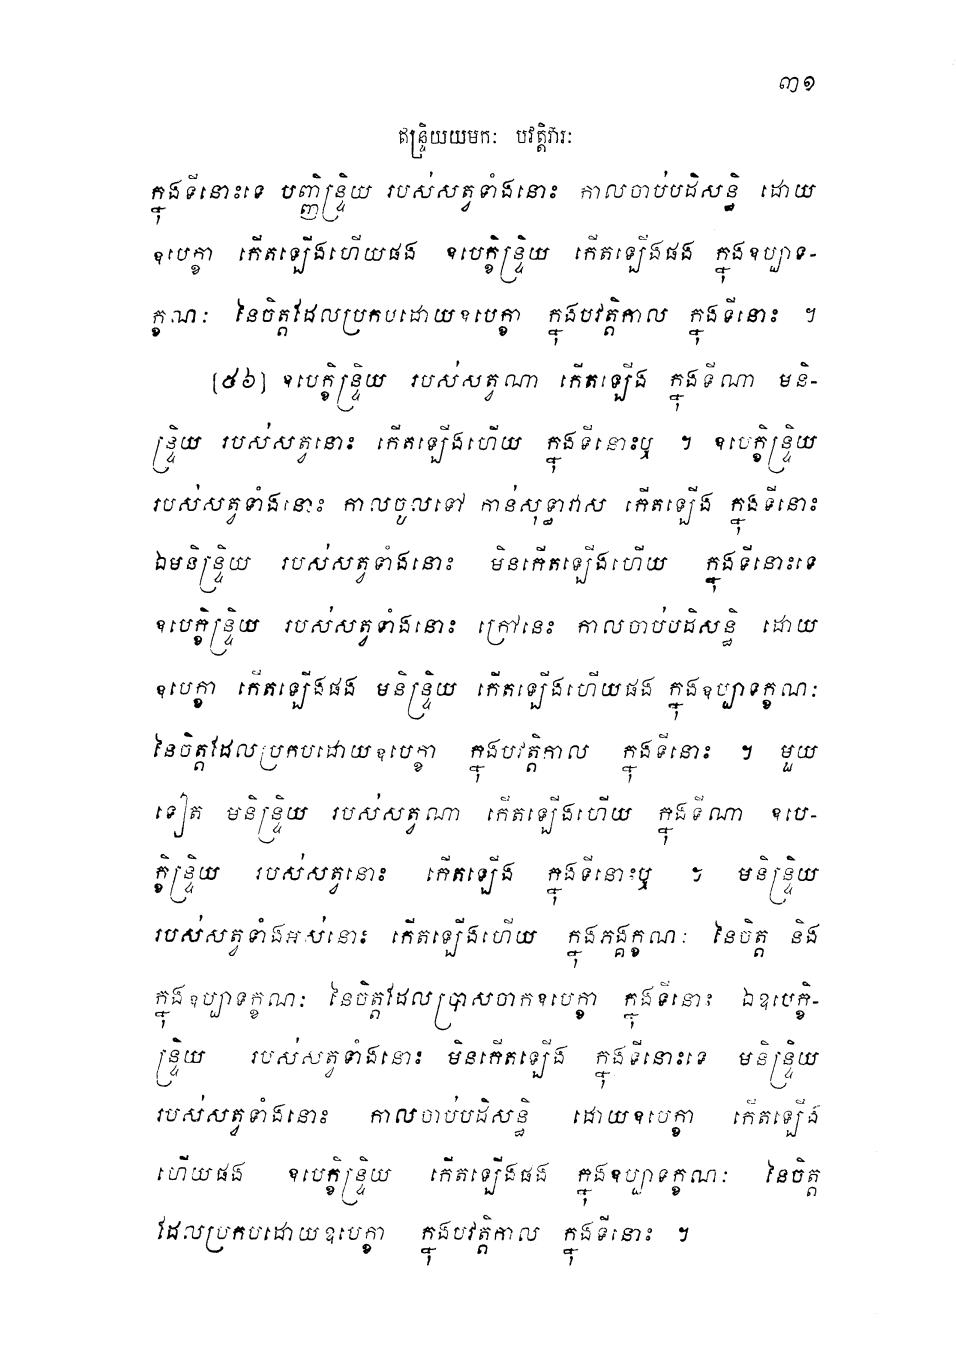 ៣១
ឥន្ទ្រិយយមកៈ បវត្តិវារៈ
ក្នុងទីនោះទេ បញ្ញិន្ទ្រិយ របស់សត្វទាំងនោះ កាលចាប់បដិសន្ធិ ដោយ
ឧបេក្ខា កើតឡើងហើយផង ឧបេក្ខិន្ទ្រិយ កើតឡើងផង ក្នុងឧប្បាទ-
ក្ខណៈ នៃចិត្តដែលប្រកបដោយឧបេក្ខា ក្នុងបវត្តិកាល ក្នុងទីនោះ ។
[៥៦] ឧបេក្ខិន្ទ្រិយ របស់សត្វណា កើតឡើង ក្នុងទីណា មនិ-
ន្ទ្រិយ របស់សត្វនោះ កើតឡើងហើយ ក្នុងទីនោះឬ ។ ឧបេក្ខិន្ទ្រិយ
របស់សត្វទាំងនោះ កាលចូលទៅ កាន់សុទ្ធាវាស កើតឡើង ក្នុងទីនោះ
ឯមនិន្ទ្រិយ របស់សត្វទាំងនោះ មិនកើតឡើងហើយ ក្នុងទីនោះទេ
ឧបេក្ខិន្ទ្រិយ របស់សត្វទាំងនោះ ក្រៅនេះ កាលចាប់បដិសន្ធិ ដោយ
ឧបេក្ខា កើតឡើងផង មនិន្ទ្រិយ កើតឡើងហើយផង ក្នុងឧប្បាទក្ខណៈ
នៃចិត្តដែលប្រកបដោយឧបេក្ខា ក្នុងបវត្តិកាល ក្នុងទីនោះ ។ មួយ
ទៀត មនិន្ទ្រិយ របស់សត្វណា កើតឡើងហើយ ក្នុងទីណា ឧបេ-
ក្ខិន្ទ្រិយ របស់សត្វនោះ កើតឡើង ក្នុងទីនោះឬ ។ មនិន្ទ្រិយ
របស់សត្វទាំងអស់នោះ កើតឡើងហើយ ក្នុងភង្គក្ខណៈ នៃចិត្ត និង
ក្នុងឧប្បាទក្ខណៈ នៃចិត្តដែលប្រាសចាកឧបេក្ខា ក្នុងទីនោះ ឯឧបេក្ខិ-
ន្ទ្រិយ របស់សត្វទាំងនោះ មិនកើតឡើង ក្នុងទីនោះទេ មនិន្ទ្រិយ
របស់សត្វទាំងនោះ កាលចាប់បដិសន្ធិ ដោយឧបេក្ខា កើតឡើង
ហើយផង ឧបេក្ខិន្ទ្រិយ កើតឡើងផង ក្នុងឧប្បាទក្ខណៈ នៃចិត្ត
ដែលប្រកបដោយឧបេក្ខា ក្នុងបវត្តិកាល ក្នុងទីនោះ ។